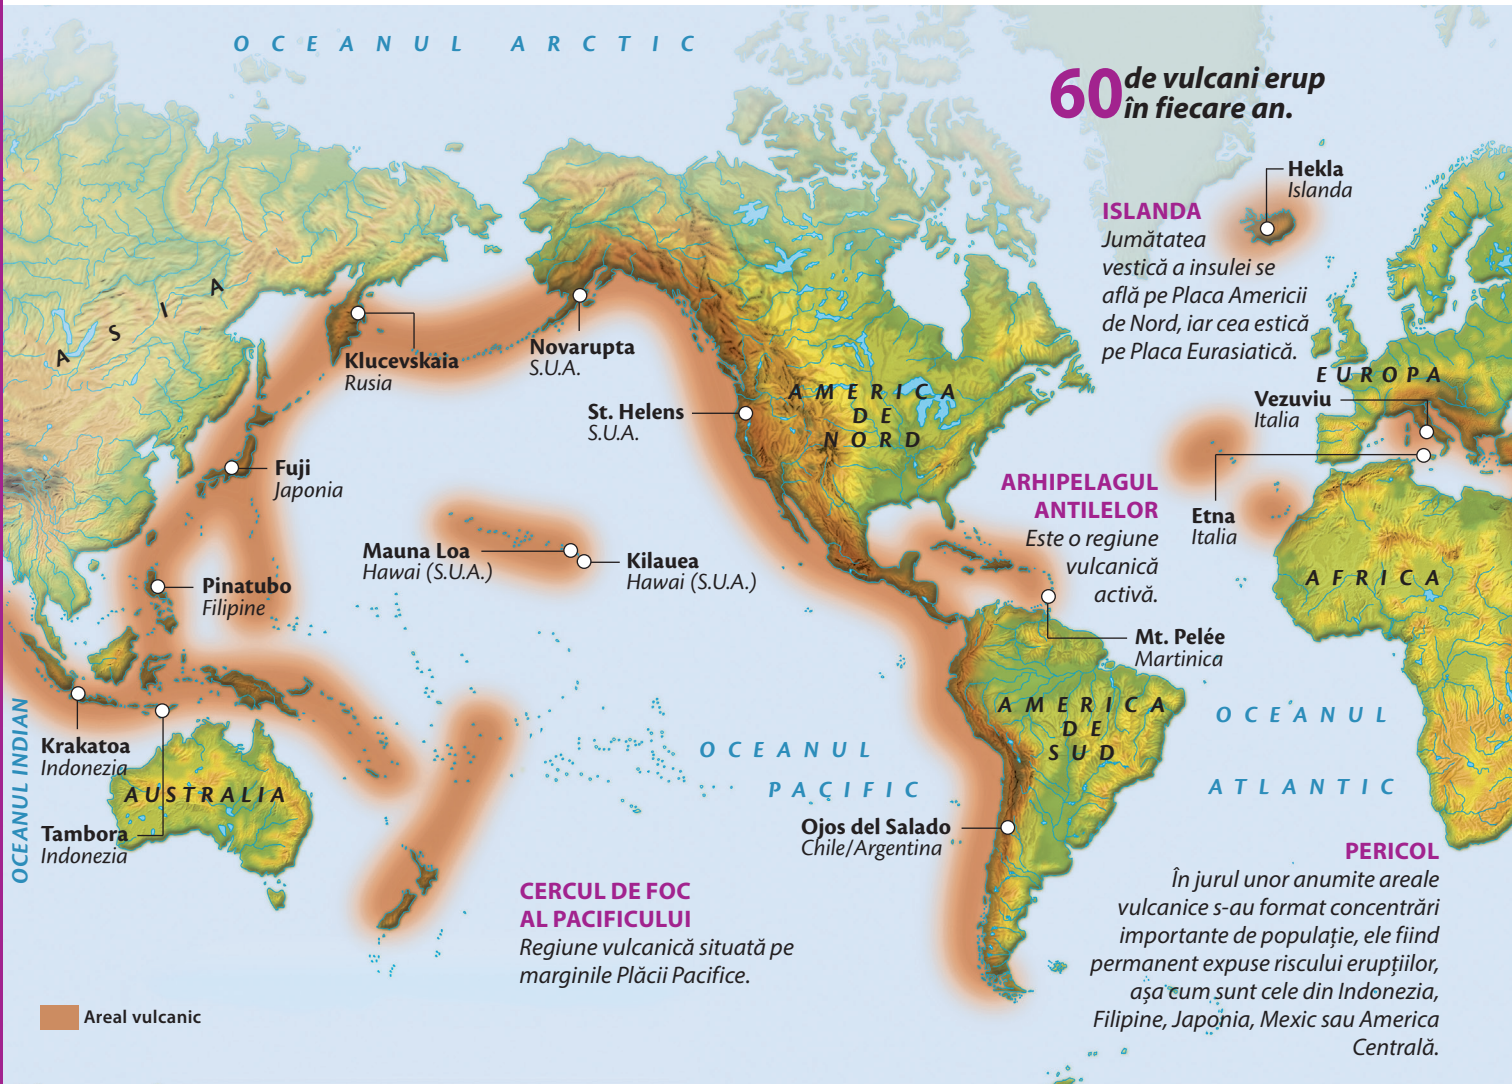 OCEANUL ARCTIC
60 de vulcani erup
în fiecare an.
Hekla
Islanda
ISLANDA
Jumătatea
vestică a insulei se
află pe Placa Americii
de Nord, iar cea estică
pe Placa Eurasiatică.
ASIA
Klucevskaia
Rusia
Novarupta
S.U.A.
St. Helens
S.U.A.
AMERICA
DE
NORD
EUROPA
Vezuviu
Italia
Fuji
Japonia
ARHIPELAGUL
ANTILELOR
Este o regiune
vulcanică
activă.
Etna
Italia
Mauna Loa
Hawai (S.U.A.)
Kilauea
Hawai (S.U.A.)
Pinatubo
Filipine
AFRICA
Mt. Pelée
Martinica
AMERICA
DE
SUD
OCEANUL
ATLANTIC
OCEANUL
PACIFIC
OCEANUL INDIAN
Krakatoa
Indonezia
AUSTRALIA
Tambora
Indonezia
Ojos del Salado
Chile/Argentina
CERCUL DE FOC
AL PACIFICULUI
Regiune vulcanică situată pe
marginile Plăcii Pacifice.
PERICOL
În jurul unor anumite areale
vulcanice s-au format concentrări
importante de populație, ele fiind
permanent expuse riscului erupțiilor,
așa cum sunt cele din Indonezia,
Filipine, Japonia, Mexic sau America
Centrală.
Areal vulcanic